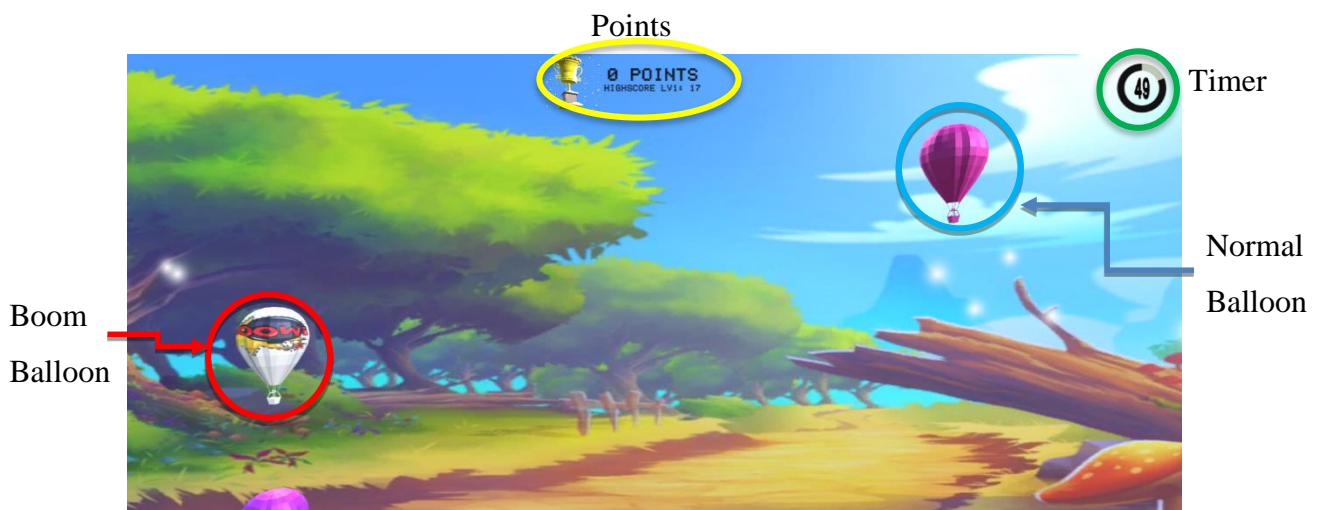 Points
0 POINTS
HIGHSCORE LV1: 17
49
Timer
Normal
Balloon
Boom
Balloon